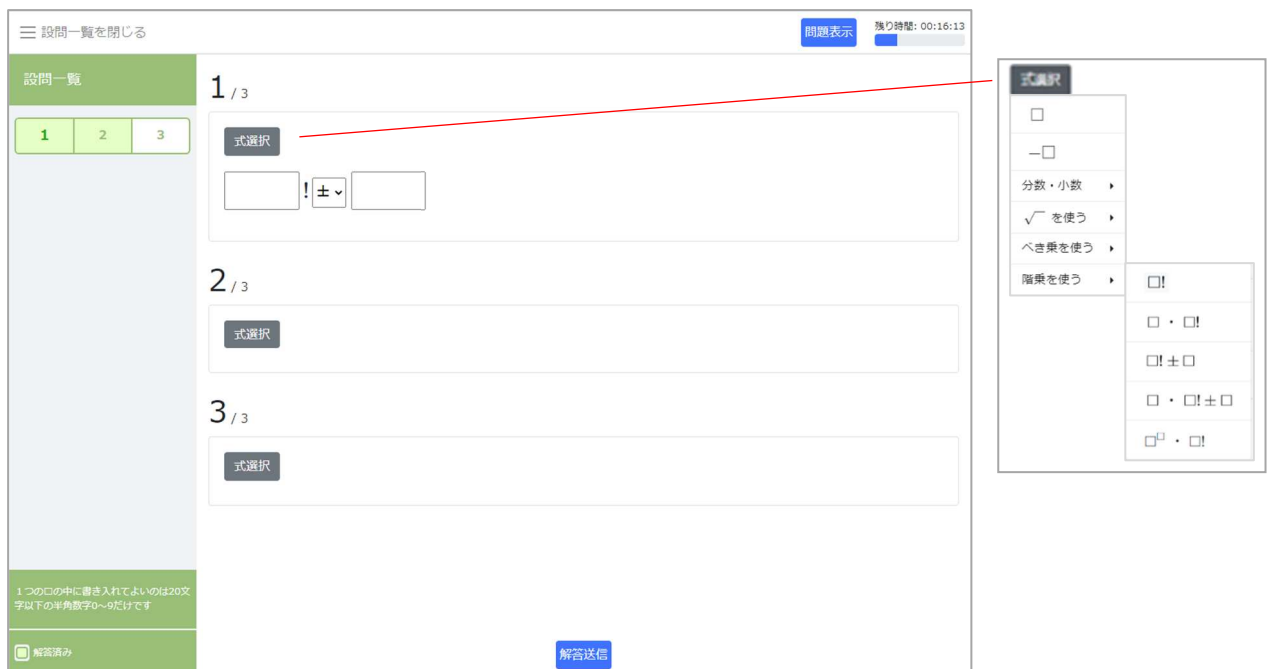 設問一覧を閉じる
問題表示
残り時間: 00:16:13
設問一覧
1 2 3
1 / 3
式選択
! ±
2 / 3
式選択
3 / 3
式選択
1つの口の中に書き入れてよいのは20文
字以下の半角数字0~9だけです
解答済み
解答送信
式選択
□
−□
分数・小数
√‾ を使う
べき乗を使う
階乗を使う
□!
□ ・ □!
□! ± □
□ ・ □! ± □
□^□ ・ □!